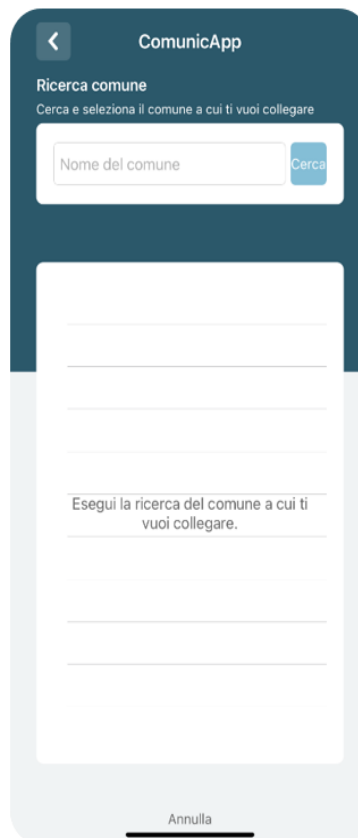 ComunicApp
Ricerca comune
Cerca e seleziona il comune a cui ti vuoi collegare
Nome del comune
Cerca
Esegui la ricerca del comune a cui ti
vuoi collegare.
Annulla